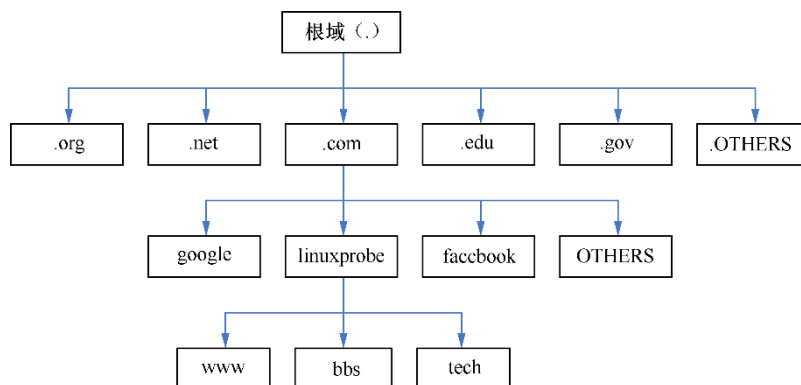 根域（.）
.org
.net
.com
.edu
.gov
.OTHERS
google
linuxprobe
faccbook
OTHERS
www
bbs
tech